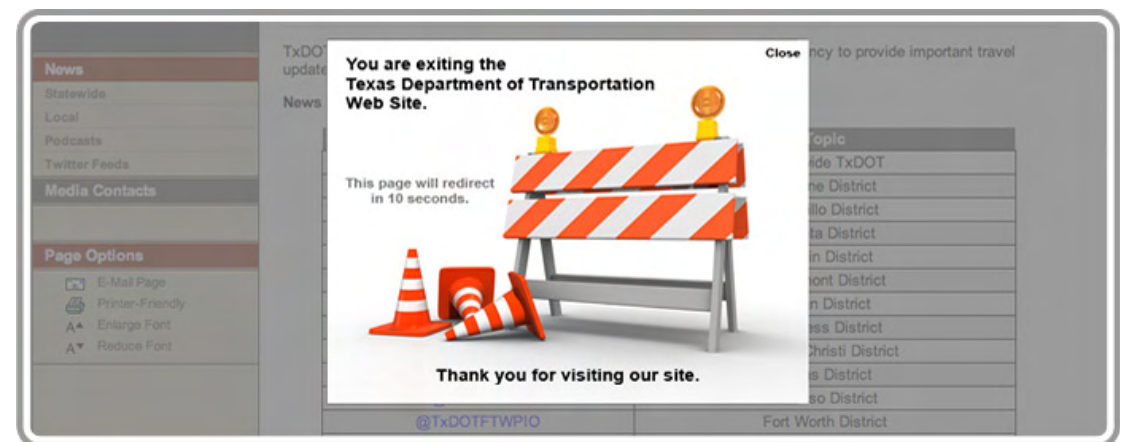 TxDOT
ncy to provide important travel
update
News
News
Statewide
Local
Podcasts
Twitter Feeds
Media Contacts
Page Options
E-Mail Page
Printer-Friendly
A Enlarge Font
A Reduce Font
Close
You are exiting the
Texas Department of Transportation
Web Site.
This page will redirect
in 10 seconds.
Thank you for visiting our site.
Topic
ide TxDOT
ne District
llo District
ta District
in District
ont District
n District
ess District
Christi District
s District
so District
@TxDOTFTWPIO Fort Worth District